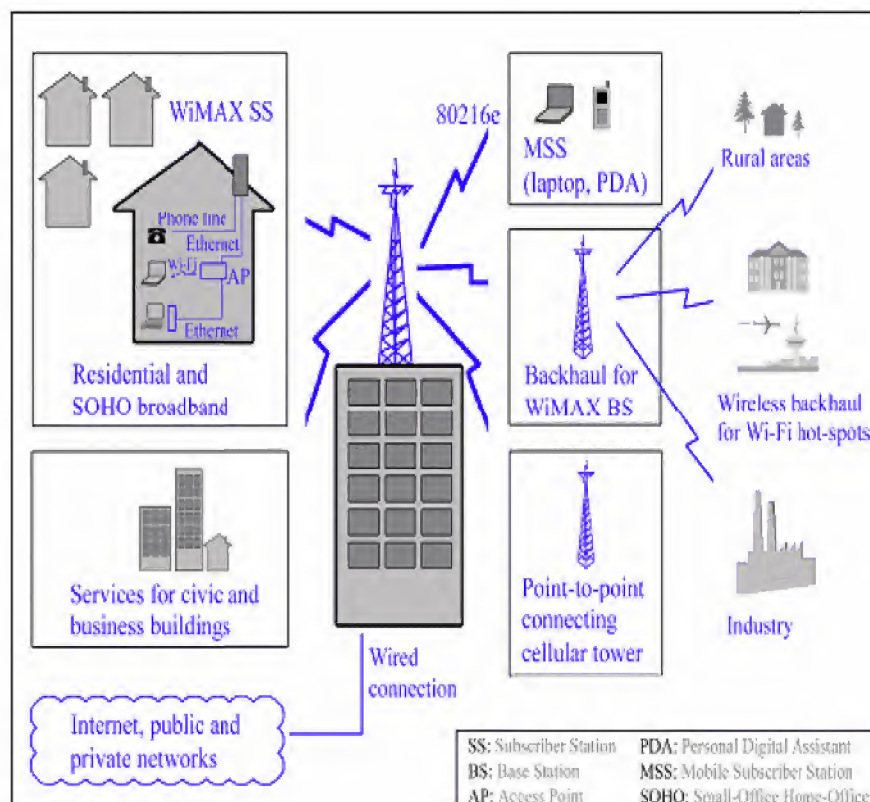 WiMAX SS
Phone line
Ethernet
Wi-Fi
AP
Ethernet
Residential and
SOHO broadband
Services for civic and
business buildings
Internet, public and
private networks
Wired
connection
80216e
MSS
(laptop, PDA)
Backhaul for
WiMAX BS
Point-to-point
connecting
cellular tower
Rural areas
Wireless backhaul
for Wi-Fi hot-spots
Industry
SS: Subscriber Station
BS: Base Station
AP: Access Point
PDA: Personal Digital Assistant
MSS: Mobile Subscriber Station
SOHO: Small-Office Home-Office